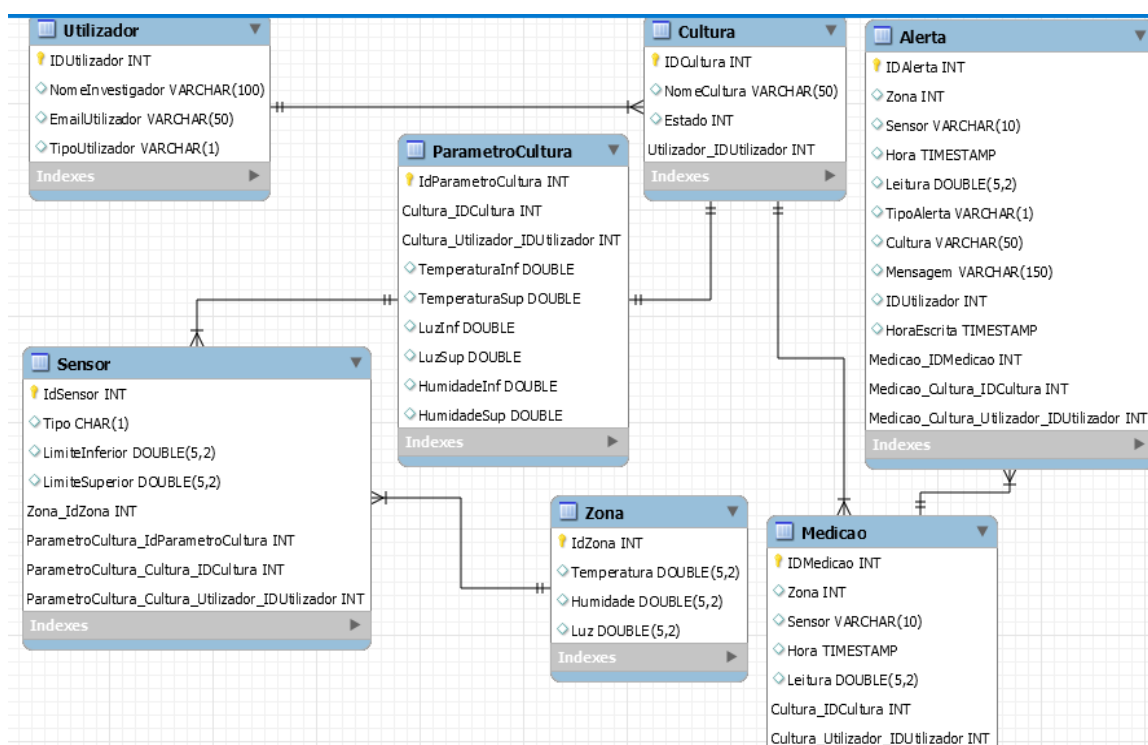 Utilizador
IDUtilizador INT
NomeInvestigador VARCHAR(100)
EmailUtilizador VARCHAR(50)
TipoUtilizador VARCHAR(1)
Indexes
Cultura
IDCultura INT
NomeCultura VARCHAR(50)
Estado INT
Utilizador_IDUtilizador INT
Indexes
Alerta
IDAlerta INT
Zona INT
Sensor VARCHAR(10)
Hora TIMESTAMP
Leitura DOUBLE(5,2)
TipoAlerta VARCHAR(1)
Cultura VARCHAR(50)
Mensagem VARCHAR(150)
IDUtilizador INT
HoraEscrita TIMESTAMP
Medicao_IDMedicao INT
Medicao_Cultura_IDCultura INT
Medicao_Cultura_Utilizador_IDUtilizador INT
Indexes
ParametroCultura
IdParametroCultura INT
Cultura_IDCultura INT
Cultura_Utilizador_IDUtilizador INT
TemperaturaInf DOUBLE
TemperaturaSup DOUBLE
LuzInf DOUBLE
LuzSup DOUBLE
HumidadeInf DOUBLE
HumidadeSup DOUBLE
Indexes
Sensor
IdSensor INT
Tipo CHAR(1)
LimiteInferior DOUBLE(5,2)
LimiteSuperior DOUBLE(5,2)
Zona_IdZona INT
ParametroCultura_IdParametroCultura INT
ParametroCultura_Cultura_IDCultura INT
ParametroCultura_Cultura_Utilizador_IDUtilizador INT
Indexes
Zona
IdZona INT
Temperatura DOUBLE(5,2)
Humidade DOUBLE(5,2)
Luz DOUBLE(5,2)
Indexes
Medicao
IDMedicao INT
Zona INT
Sensor VARCHAR(10)
Hora TIMESTAMP
Leitura DOUBLE(5,2)
Cultura_IDCultura INT
Cultura_Utilizador_IDUtilizador INT